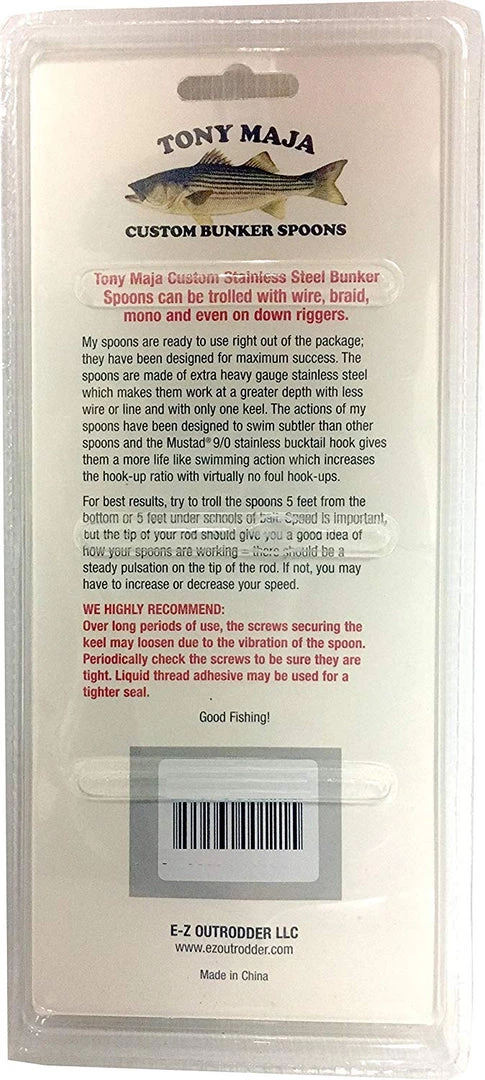 TONY MAJA
CUSTOM BUNKER SPOONS
Tony Maja Custom Stainless Steel Bunker
Spoons can be trolled with wire, braid,
mono and even on down riggers.
My spoons are ready to use right out of the package;
they have been designed for maximum success. The
spoons are made of extra heavy gauge stainless steel
which makes them work at a greater depth with less
wire or line and with only one keel. The actions of my
spoons have been designed to swim subtler than other
spoons and the Mustad® 9/0 stainless bucktail hook gives
them a more life like swimming action which increases
the hook-up ratio with virtually no foul hook-ups.
For best results, try to troll the spoons 5 feet from the
bottom or 5 feet under schools of bait. Speed is important,
but the tip of your rod should give you a good idea of
how your spoons are working – there should be a
steady pulsation on the tip of the rod. If not, you may
have to increase or decrease your speed.
WE HIGHLY RECOMMEND:
Over long periods of use, the screws securing the
keel may loosen due to the vibration of the spoon.
Periodically check the screws to be sure they are
tight. Liquid thread adhesive may be used for a
tighter seal.
Good Fishing!
E-Z OUTRODDER LLC
www.ezoutrodder.com
Made in China